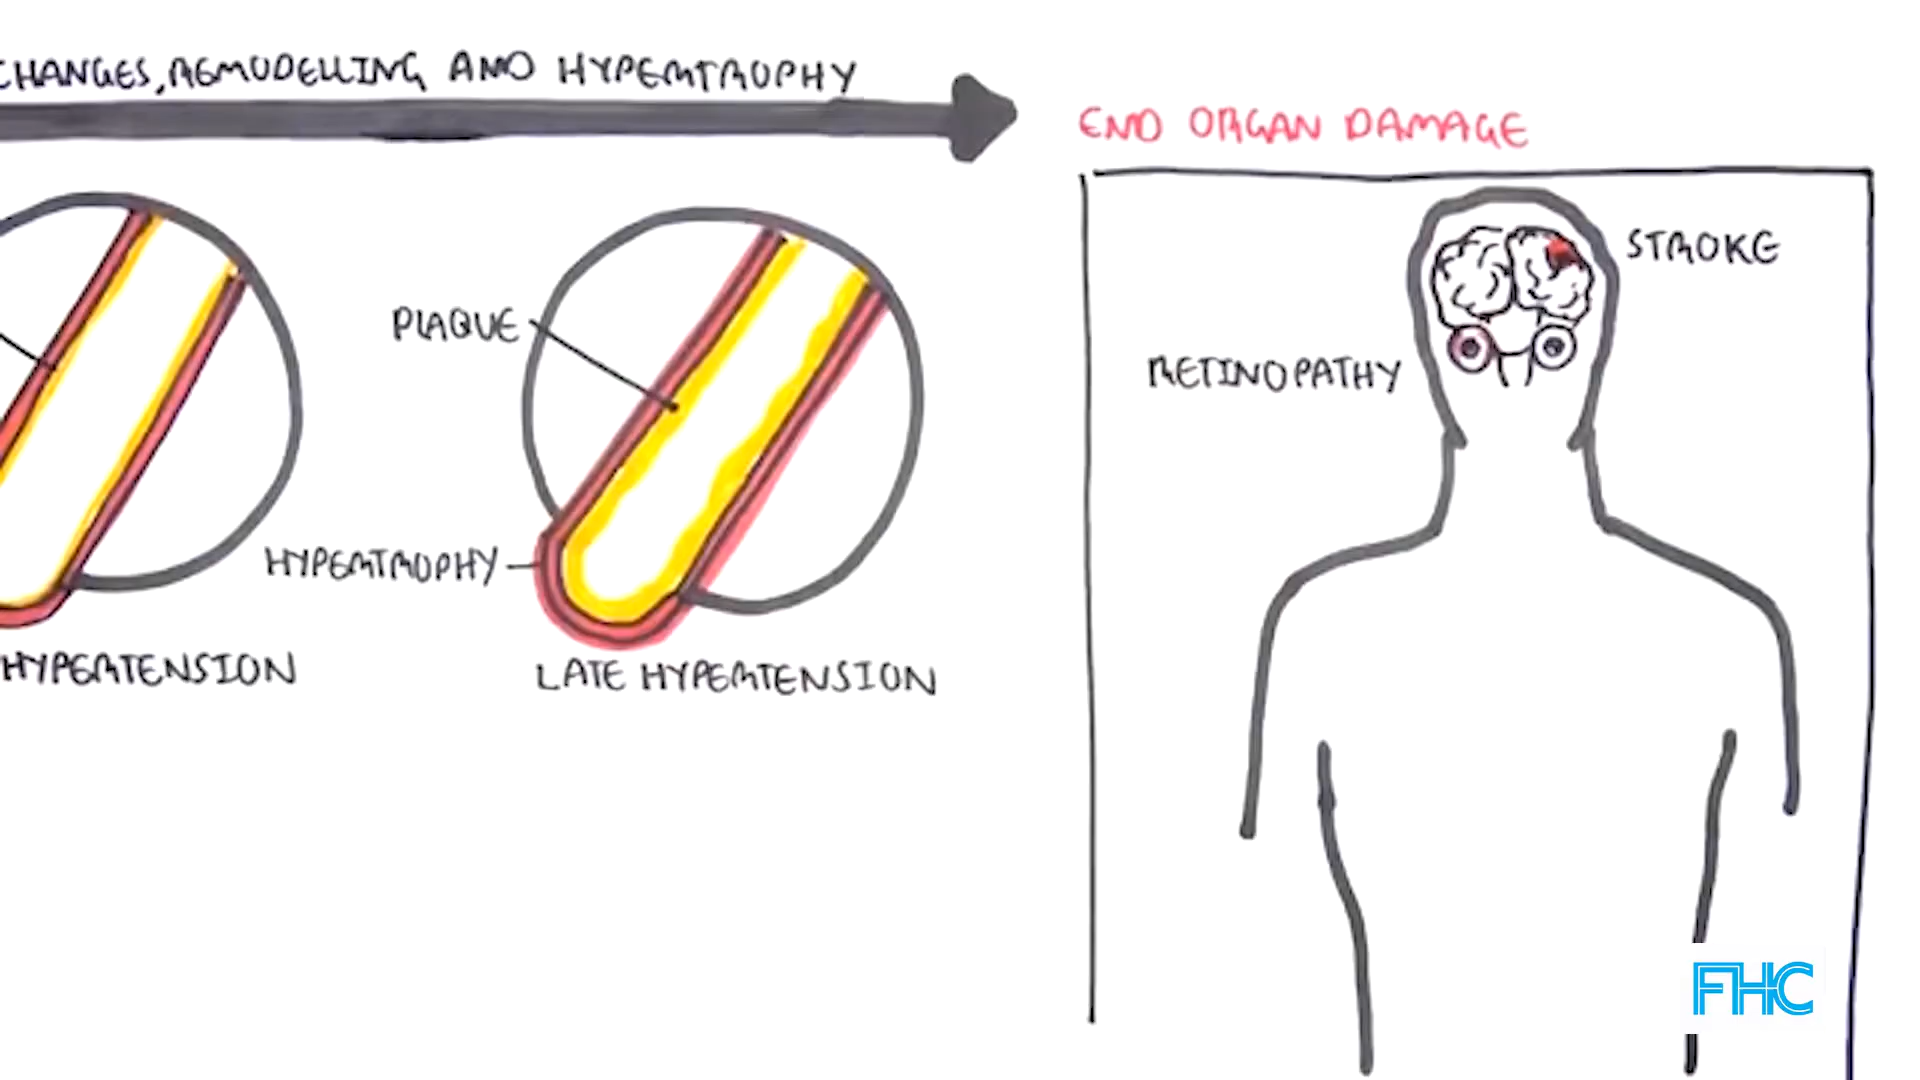 CHANGES, REMODELLING AND HYPERTROPHY
END ORGAN DAMAGE
STROKE
PLAQUE
RETINOPATHY
HYPERTROPHY
HYPERTENSION
LATE HYPERTENSION
FHC